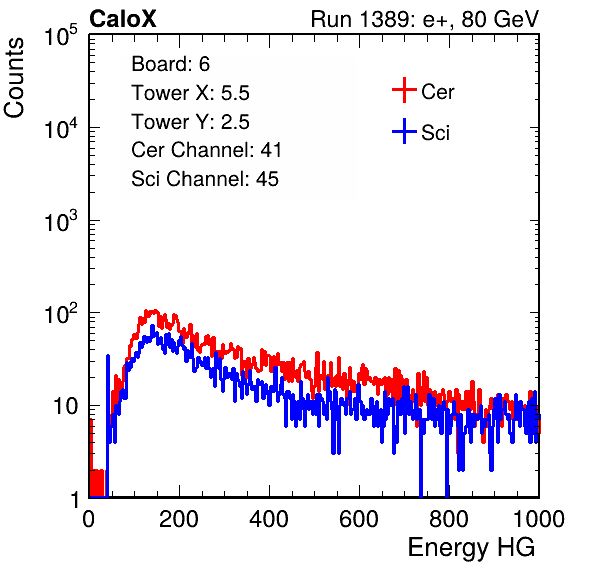 CaloX Run 1389: e+, 80 GeV
Counts
Board: 6
Tower X: 5.5
Tower Y: 2.5
Cer Channel: 41
Sci Channel: 45
Cer
Sci
10^5
10^4
10^3
10^2
10
1
0 200 400 600 800 1000
Energy HG